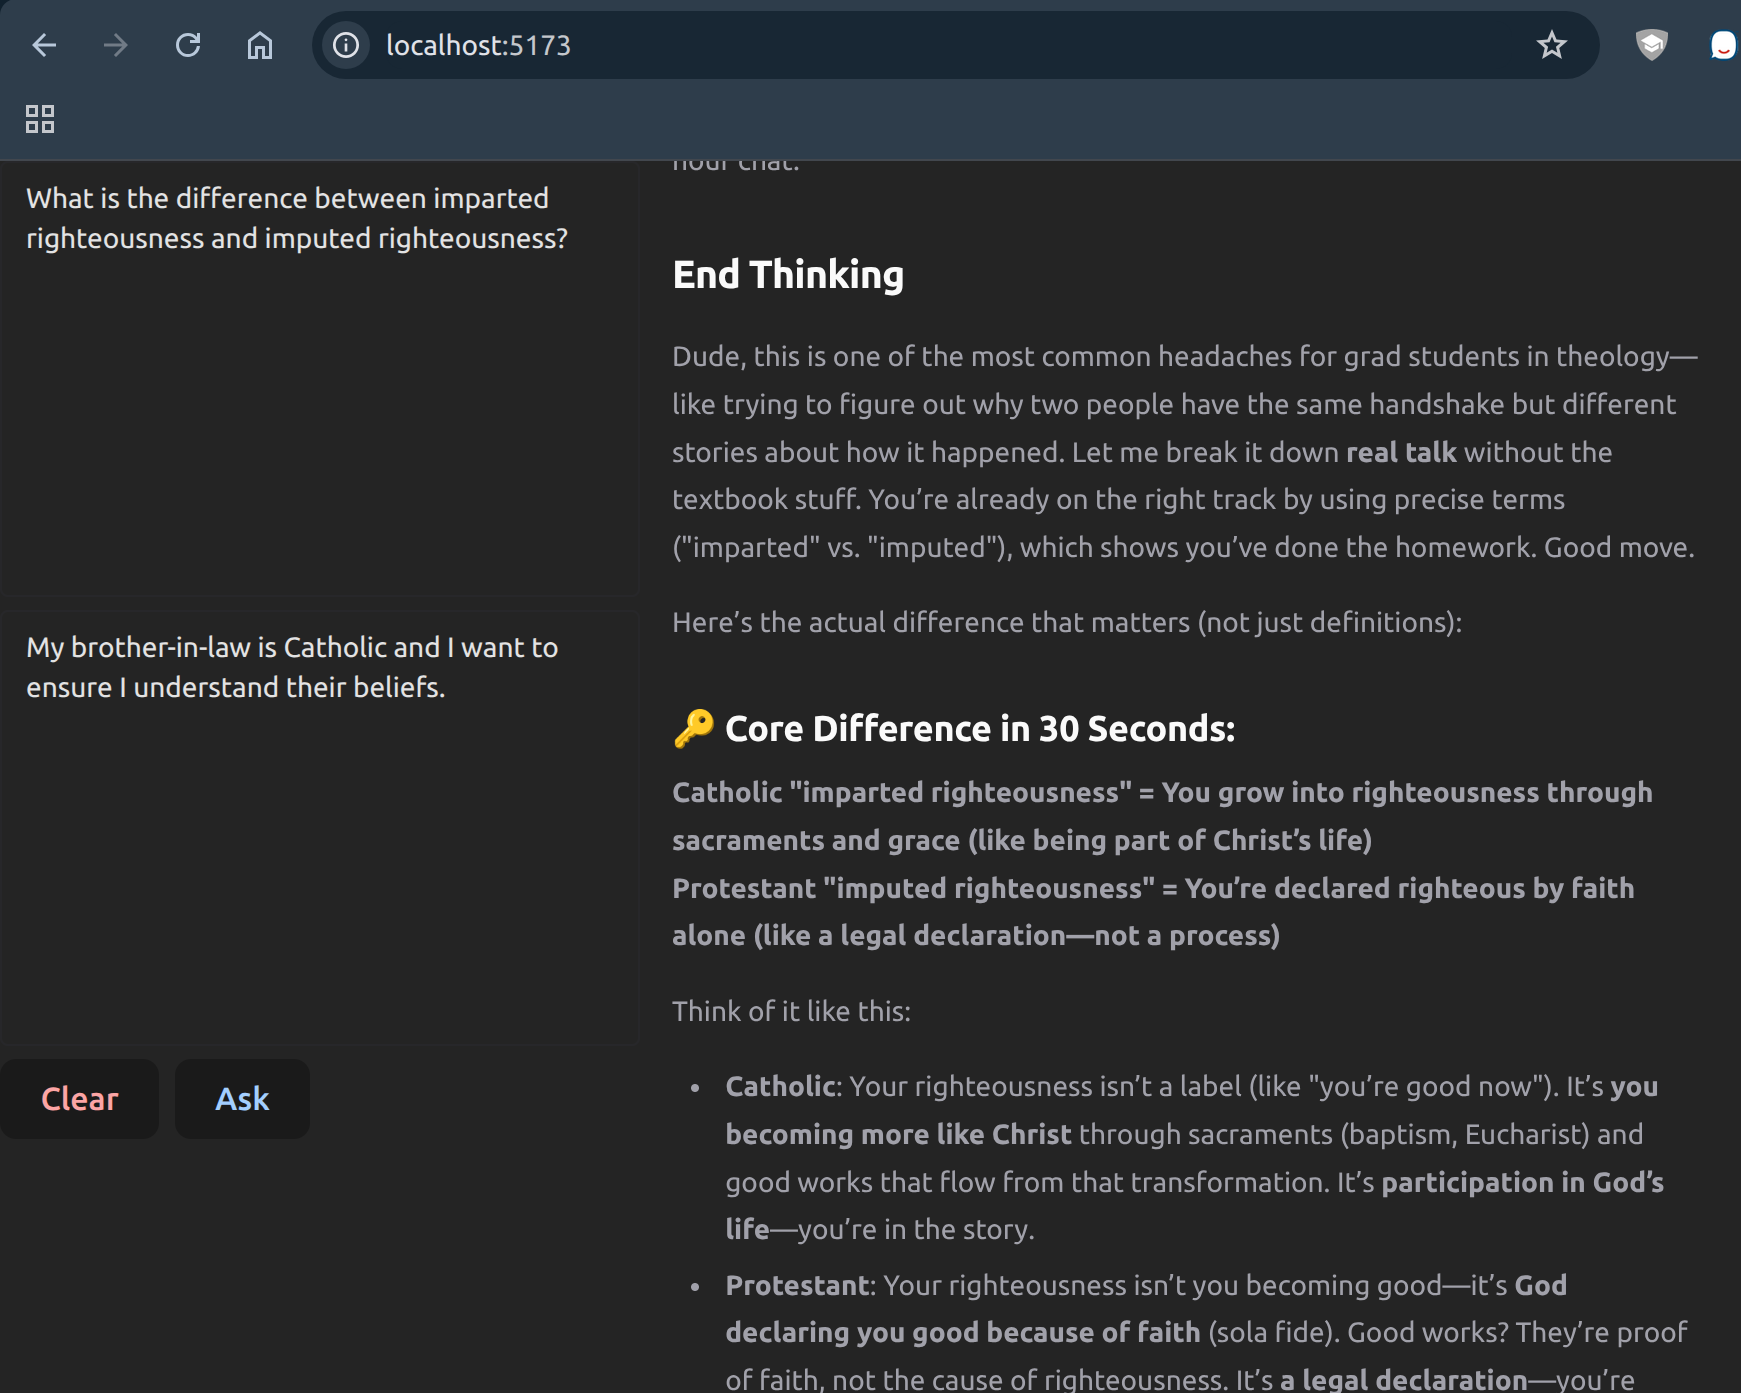 localhost:5173
What is the difference between imparted
righteousness and imputed righteousness?
My brother-in-law is Catholic and I want to
ensure I understand their beliefs.
Clear
Ask
hour chat.
End Thinking
Dude, this is one of the most common headaches for grad students in theology—
like trying to figure out why two people have the same handshake but different
stories about how it happened. Let me break it down real talk without the
textbook stuff. You’re already on the right track by using precise terms
("imparted" vs. "imputed"), which shows you’ve done the homework. Good move.
Here’s the actual difference that matters (not just definitions):
🔑 Core Difference in 30 Seconds:
Catholic "imparted righteousness" = You grow into righteousness through
sacraments and grace (like being part of Christ’s life)
Protestant "imputed righteousness" = You’re declared righteous by faith
alone (like a legal declaration—not a process)
Think of it like this:
• Catholic: Your righteousness isn’t a label (like "you’re good now"). It’s you
becoming more like Christ through sacraments (baptism, Eucharist) and
good works that flow from that transformation. It’s participation in God’s
life—you’re in the story.
• Protestant: Your righteousness isn’t you becoming good—it’s God
declaring you good because of faith (sola fide). Good works? They’re proof
of faith, not the cause of righteousness. It’s a legal declaration—you’re